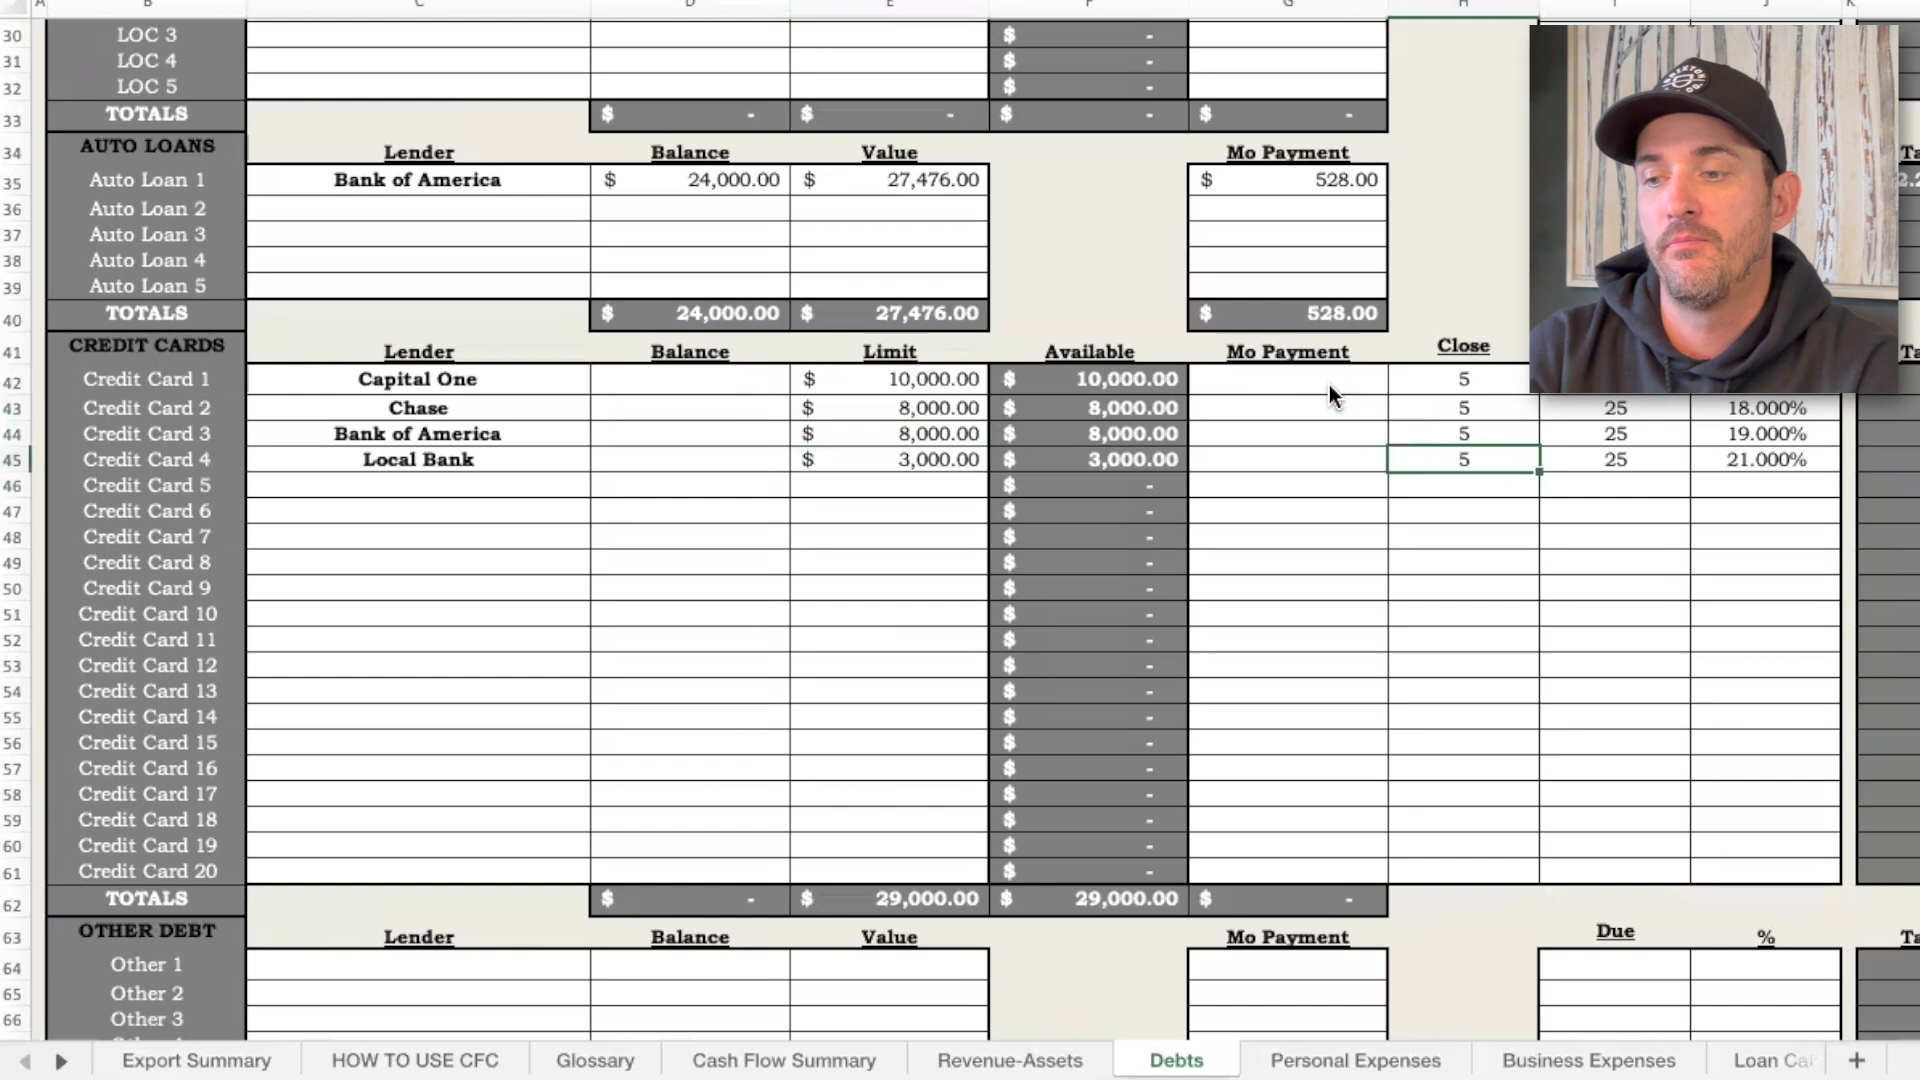 A B C D E F G H I J K
30 LOC 3 $ -
31 LOC 4 $ -
32 LOC 5 $ -
33 TOTALS $ - $ - $ - $ -
34 AUTO LOANS Lender Balance Value Mo Payment Ta
35 Auto Loan 1 Bank of America $ 24,000.00 $ 27,476.00 $ 528.00 2.2
36 Auto Loan 2
37 Auto Loan 3
38 Auto Loan 4
39 Auto Loan 5
40 TOTALS $ 24,000.00 $ 27,476.00 $ 528.00
41 CREDIT CARDS Lender Balance Limit Available Mo Payment Close Ta
42 Credit Card 1 Capital One $ 10,000.00 $ 10,000.00 5
43 Credit Card 2 Chase $ 8,000.00 $ 8,000.00 5 25 18.000%
44 Credit Card 3 Bank of America $ 8,000.00 $ 8,000.00 5 25 19.000%
45 Credit Card 4 Local Bank $ 3,000.00 $ 3,000.00 5 25 21.000%
46 Credit Card 5 $ -
47 Credit Card 6 $ -
48 Credit Card 7 $ -
49 Credit Card 8 $ -
50 Credit Card 9 $ -
51 Credit Card 10 $ -
52 Credit Card 11 $ -
53 Credit Card 12 $ -
54 Credit Card 13 $ -
55 Credit Card 14 $ -
56 Credit Card 15 $ -
57 Credit Card 16 $ -
58 Credit Card 17 $ -
59 Credit Card 18 $ -
60 Credit Card 19 $ -
61 Credit Card 20 $ -
62 TOTALS $ - $ 29,000.00 $ 29,000.00 $ -
63 OTHER DEBT Lender Balance Value Mo Payment Due % Ta
64 Other 1
65 Other 2
66 Other 3
Export Summary HOW TO USE CFC Glossary Cash Flow Summary Revenue-Assets Debts Personal Expenses Business Expenses Loan Cal +